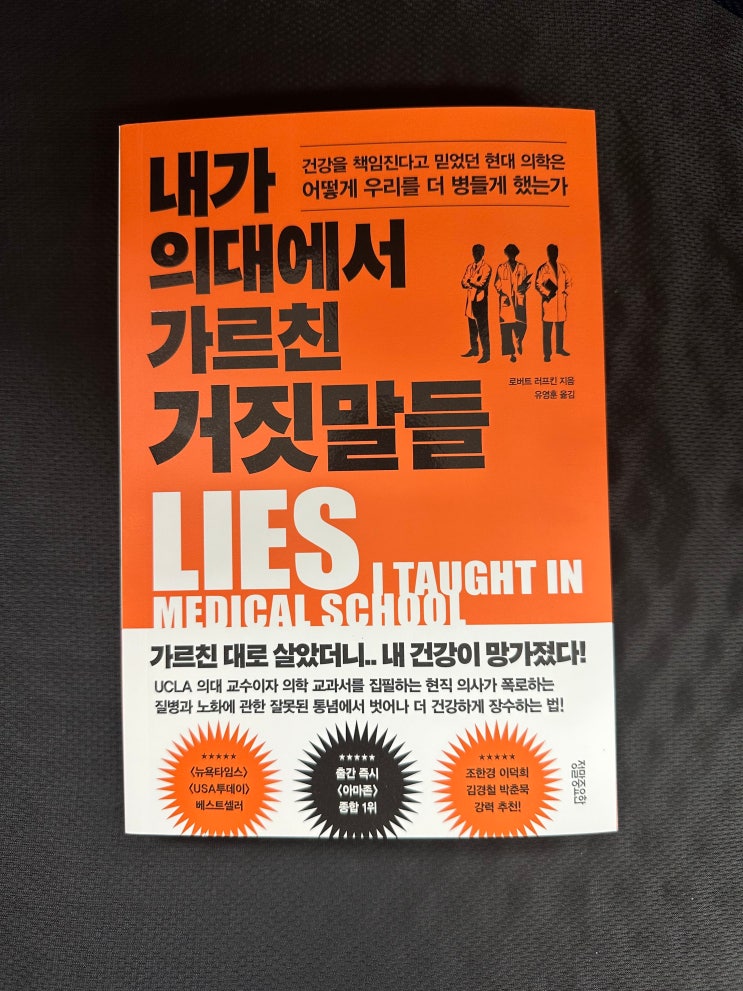 내가
의대에서
가르친
거짓말들
건강을 책임진다고 믿었던 현대 의학은
어떻게 우리를 더 병들게 했는가
로버트 러프킨 지음
유영훈 옮김
LIES I TAUGHT IN
MEDICAL SCHOOL
가르친 대로 살았더니.. 내 건강이 망가졌다!
UCLA 의대 교수이자 의학 교과서를 집필하는 현직 의사가 폭로하는
질병과 노화에 관한 잘못된 통념에서 벗어나 더 건강하게 장수하는 법!
★★★★★
〈뉴욕타임스〉
〈USA투데이〉
베스트셀러
★★★★★
출간 즉시
〈아마존〉
종합 1위
★★★★★
조한경 이덕희
김경철 박춘묵
강력 추천!
정말중요한